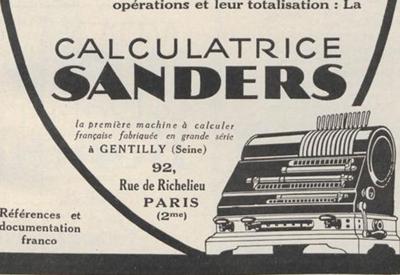 opérations et leur totalisation : La
CALCULATRICE
SANDERS
la première machine à calculer
française fabriquée en grande série
à GENTILLY (Seine)
92,
Rue de Richelieu
PARIS
(2me)
Références et
documentation
franco